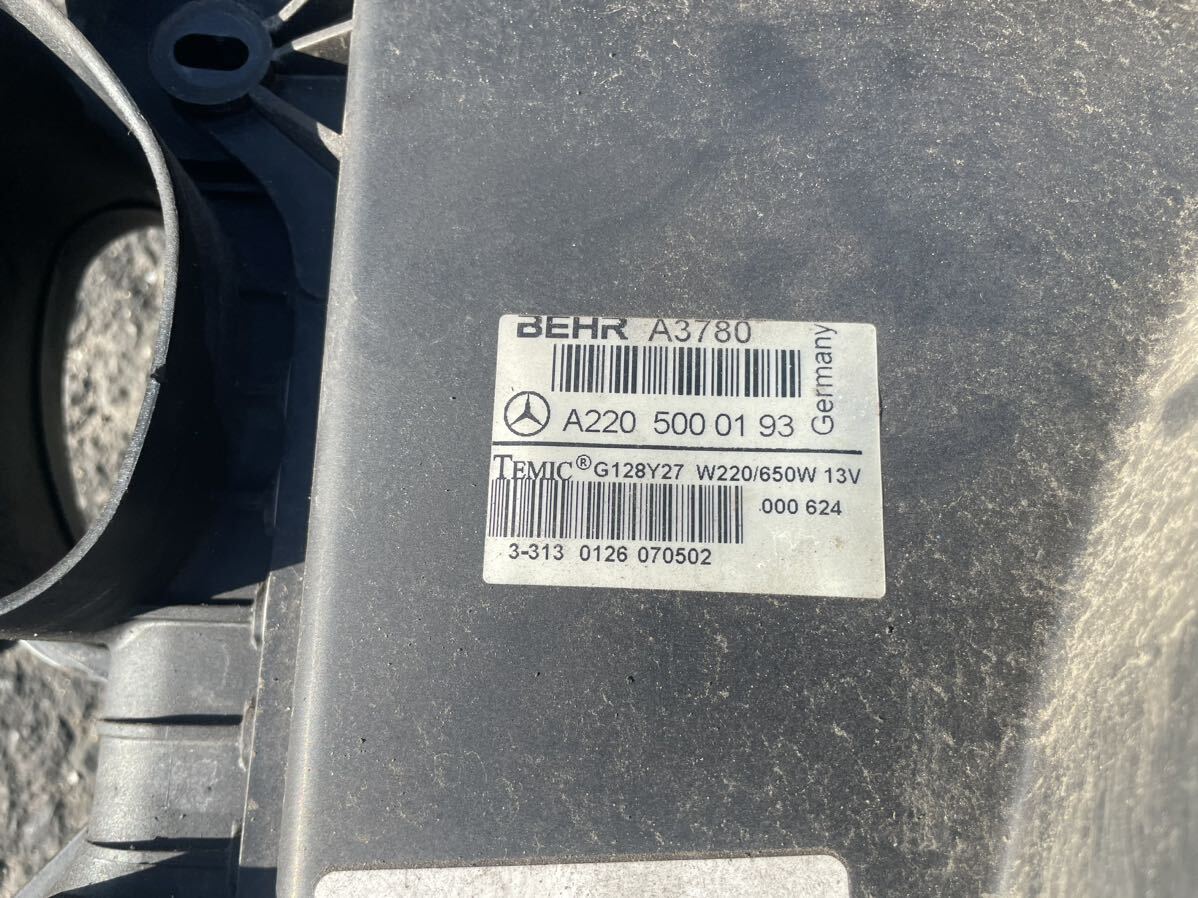 BEHR A3780
A220 500 01 93
Germany
TEMIC® G128Y27 W220/650W 13V
.000 624
3-313 0126 070502